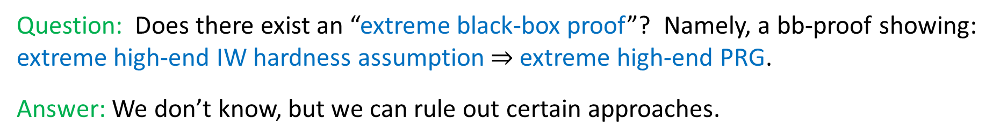 Question: Does there exist an “extreme black-box proof”? Namely, a bb-proof showing:
extreme high-end IW hardness assumption ⇒ extreme high-end PRG.
Answer: We don’t know, but we can rule out certain approaches.